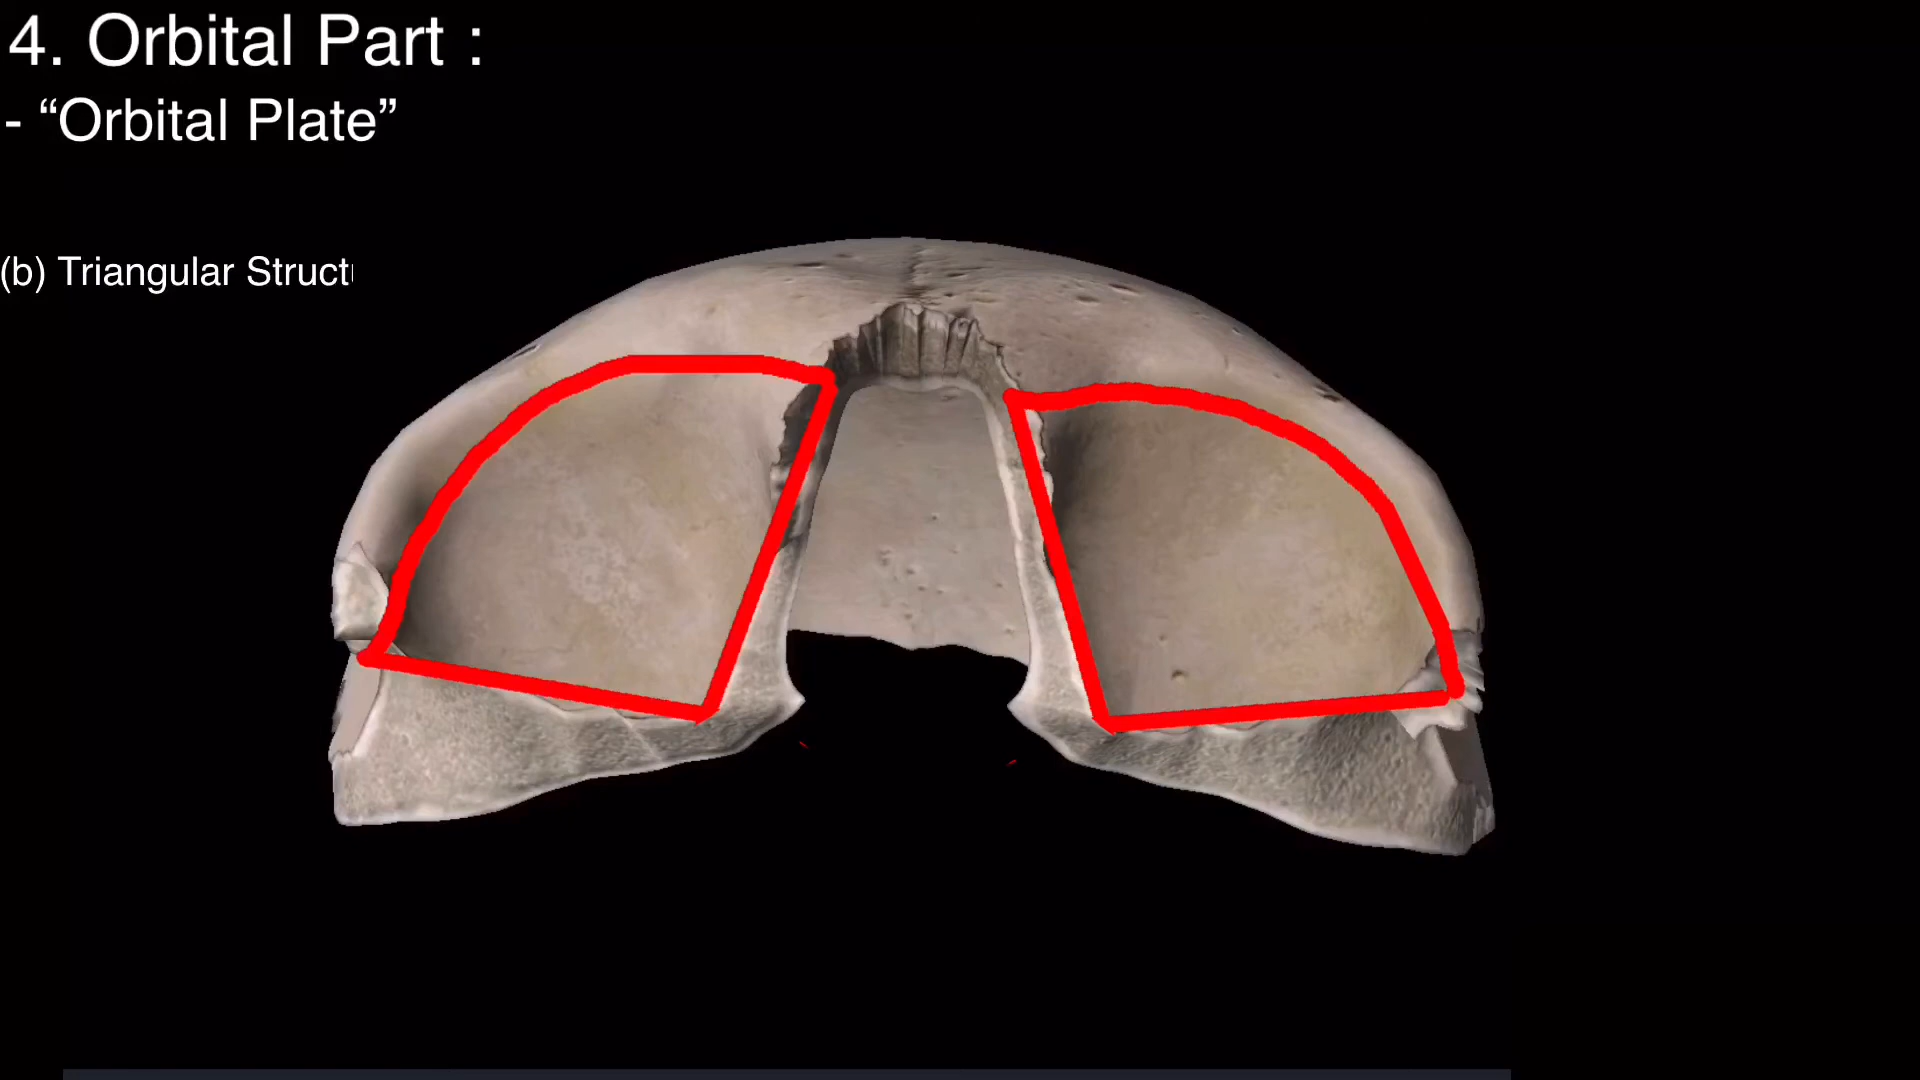 4. Orbital Part :
- “Orbital Plate”
(b) Triangular